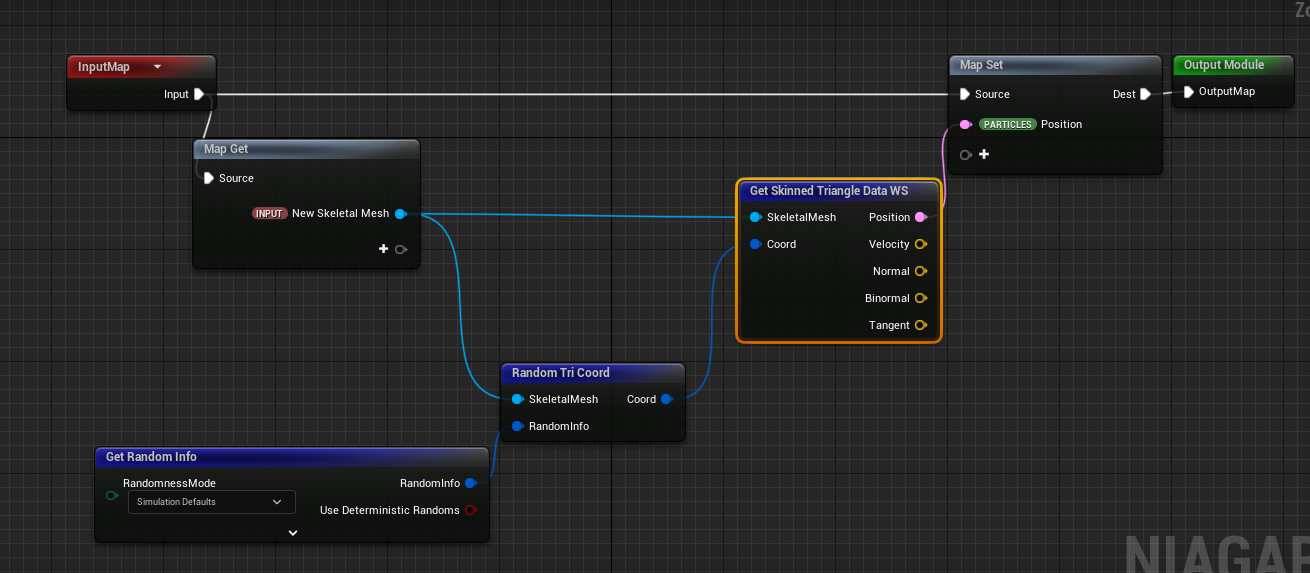 InputMap
Input
Map Get
Source
INPUT New Skeletal Mesh
Get Random Info
RandomnessMode
Simulation Defaults
RandomInfo
Use Deterministic Randoms
Random Tri Coord
SkeletalMesh Coord
RandomInfo
Get Skinned Triangle Data WS
SkeletalMesh Position
Coord Velocity
Normal
Binormal
Tangent
Map Set
Source Dest
PARTICLES Position
Output Module
OutputMap